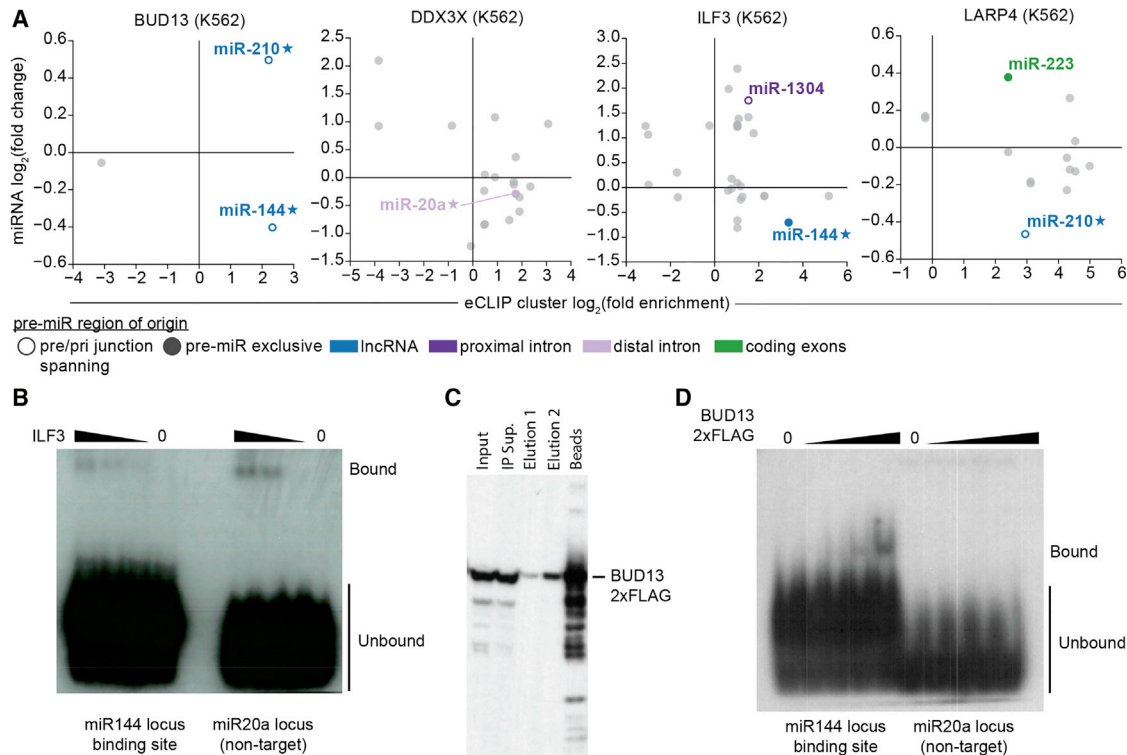 A
BUD13 (K562)
DDX3X (K562)
ILF3 (K562)
LARP4 (K562)
miRNA log2(fold change)
0.6
0.4
0.2
0.0
−0.2
−0.4
−0.6
miR-210★
miR-144★
−4 −3 −2 −1 0 1 2 3
2.5
2.0
1.5
1.0
0.5
0.0
−0.5
−1.0
−1.5
miR-20a★
−5 −4 −3 −2 −1 0 1 2 3 4
3.0
2.5
2.0
1.5
1.0
0.5
0.0
−0.5
−1.0
−1.5
miR-1304
miR-144★
−4 −2 0 2 4 6
0.6
0.4
0.2
0.0
−0.2
−0.4
−0.6
miR-223
miR-210★
−1 0 1 2 3 4 5 6
eCLIP cluster log2(fold enrichment)
pre-miR region of origin
pre/pri junction spanning
pre-miR exclusive
lncRNA
proximal intron
distal intron
coding exons
B
ILF3
0
0
Bound
Unbound
miR144 locus
binding site
miR20a locus
(non-target)
C
Input
IP Sup.
Elution 1
Elution 2
Beads
BUD13
2xFLAG
D
BUD13
2xFLAG
0
0
Bound
Unbound
miR144 locus
binding site
miR20a locus
(non-target)